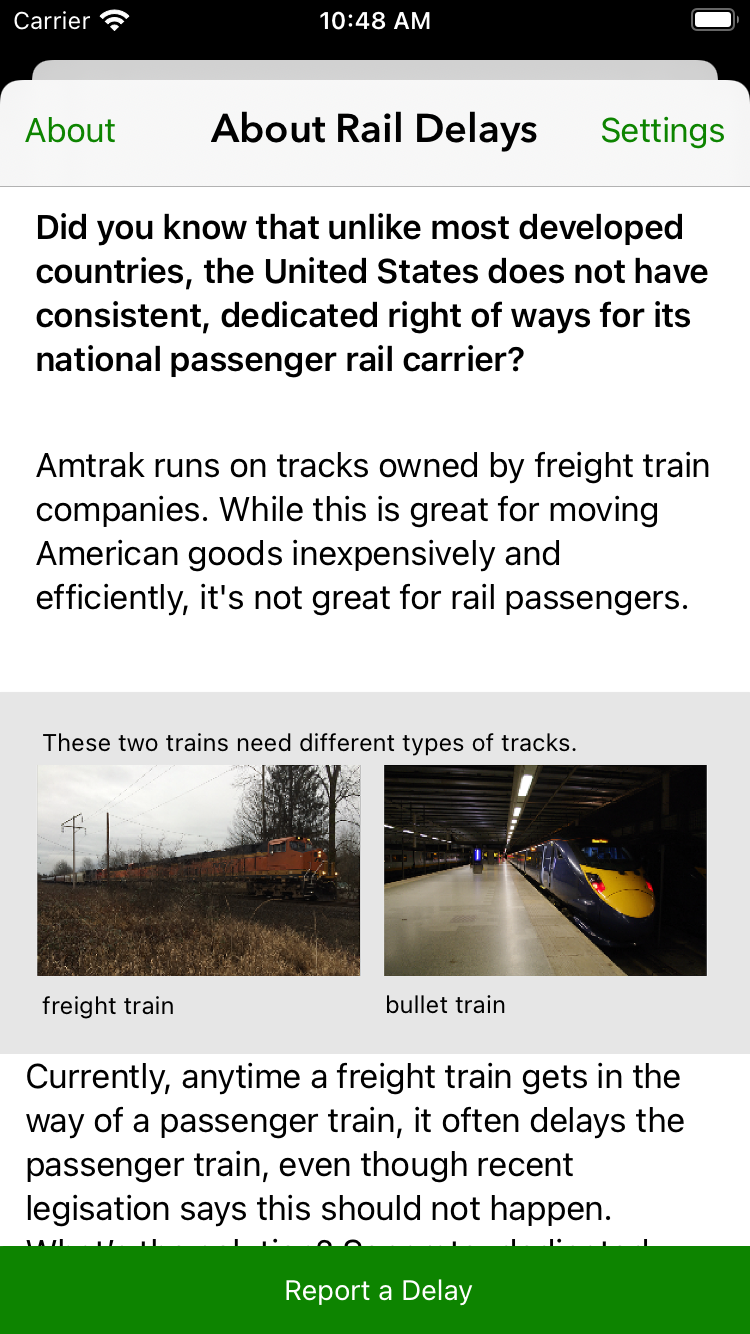 Carrier 10:48 AM
About About Rail Delays Settings
Did you know that unlike most developed
countries, the United States does not have
consistent, dedicated right of ways for its
national passenger rail carrier?
Amtrak runs on tracks owned by freight train
companies. While this is great for moving
American goods inexpensively and
efficiently, it's not great for rail passengers.
These two trains need different types of tracks.
freight train bullet train
Currently, anytime a freight train gets in the
way of a passenger train, it often delays the
passenger train, even though recent
legisation says this should not happen.
What's the solution? Separate, dedicated
Report a Delay